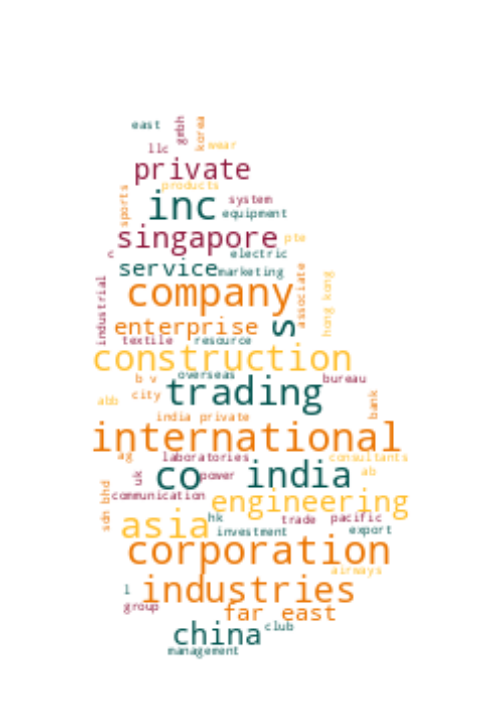 east
gmbh
korea
llc
wear
private
products
sports
inc
system
equipment
singapore
pte
c
electric
service
marketing
associate
industrial
hong kong
company
enterprise
s
textile
resource
construction
overseas
b v
bureau
city
trading
abb
bank
india private
international
ag
laboratories
consultants
uk
co
power
india
ab
sdn bhd
communication
engineering
asia
hk
trade
pacific
investment
export
corporation
airways
l
industries
group
far east
china
club
management